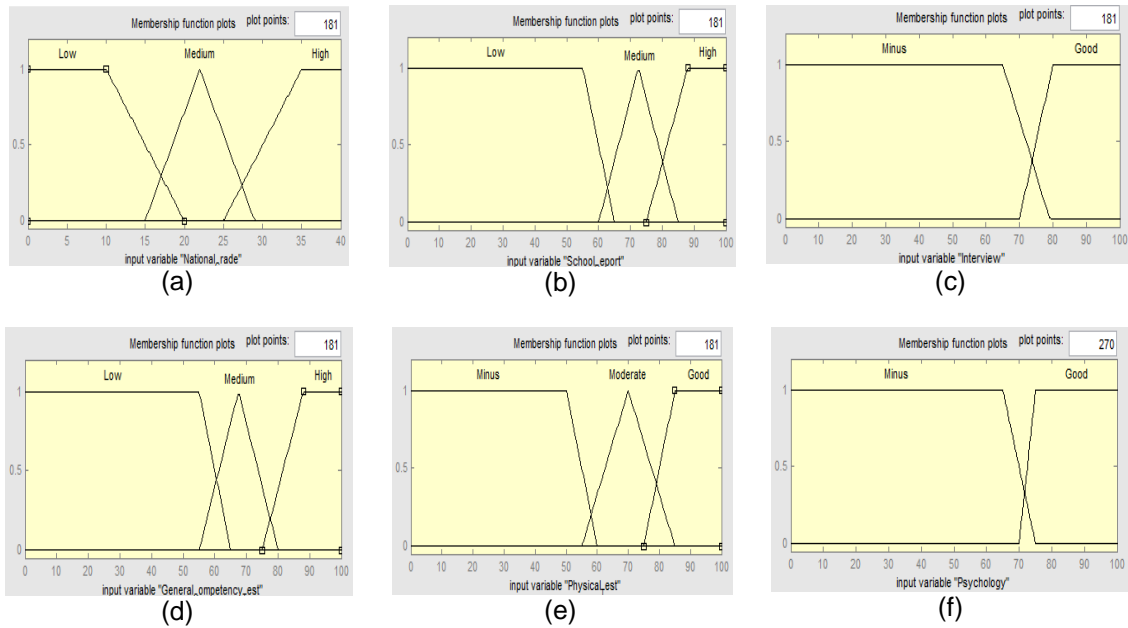 Membership function plots plot points: 181
Low Medium High
1
0.5
0
0 5 10 15 20 25 30 35 40
input variable "National_rade"
(a)
Membership function plots plot points: 181
Low Medium High
1
0.5
0
0 10 20 30 40 50 60 70 80 90 100
input variable "School_eport"
(b)
Membership function plots plot points: 181
Minus Good
1
0.5
0
0 10 20 30 40 50 60 70 80 90 100
input variable "Interview"
(c)
Membership function plots plot points: 181
Low Medium High
1
0.5
0
0 10 20 30 40 50 60 70 80 90 100
input variable "General_ompetency_est"
(d)
Membership function plots plot points: 181
Minus Moderate Good
1
0.5
0
0 10 20 30 40 50 60 70 80 90 100
input variable "Physical_est"
(e)
Membership function plots plot points: 270
Minus Good
1
0.5
0
0 10 20 30 40 50 60 70 80 90 100
input variable "Psychology"
(f)